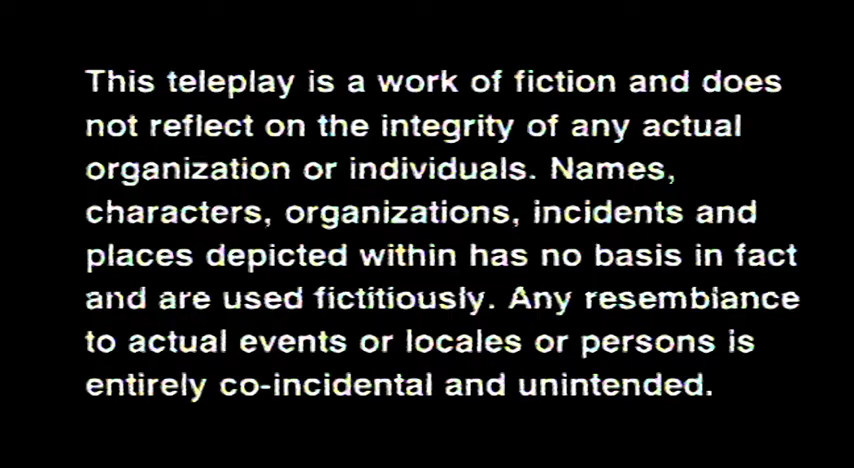 This teleplay is a work of fiction and does
not reflect on the integrity of any actual
organization or individuals. Names,
characters, organizations, incidents and
places depicted within has no basis in fact
and are used fictitiously. Any resemblance
to actual events or locales or persons is
entirely co-incidental and unintended.